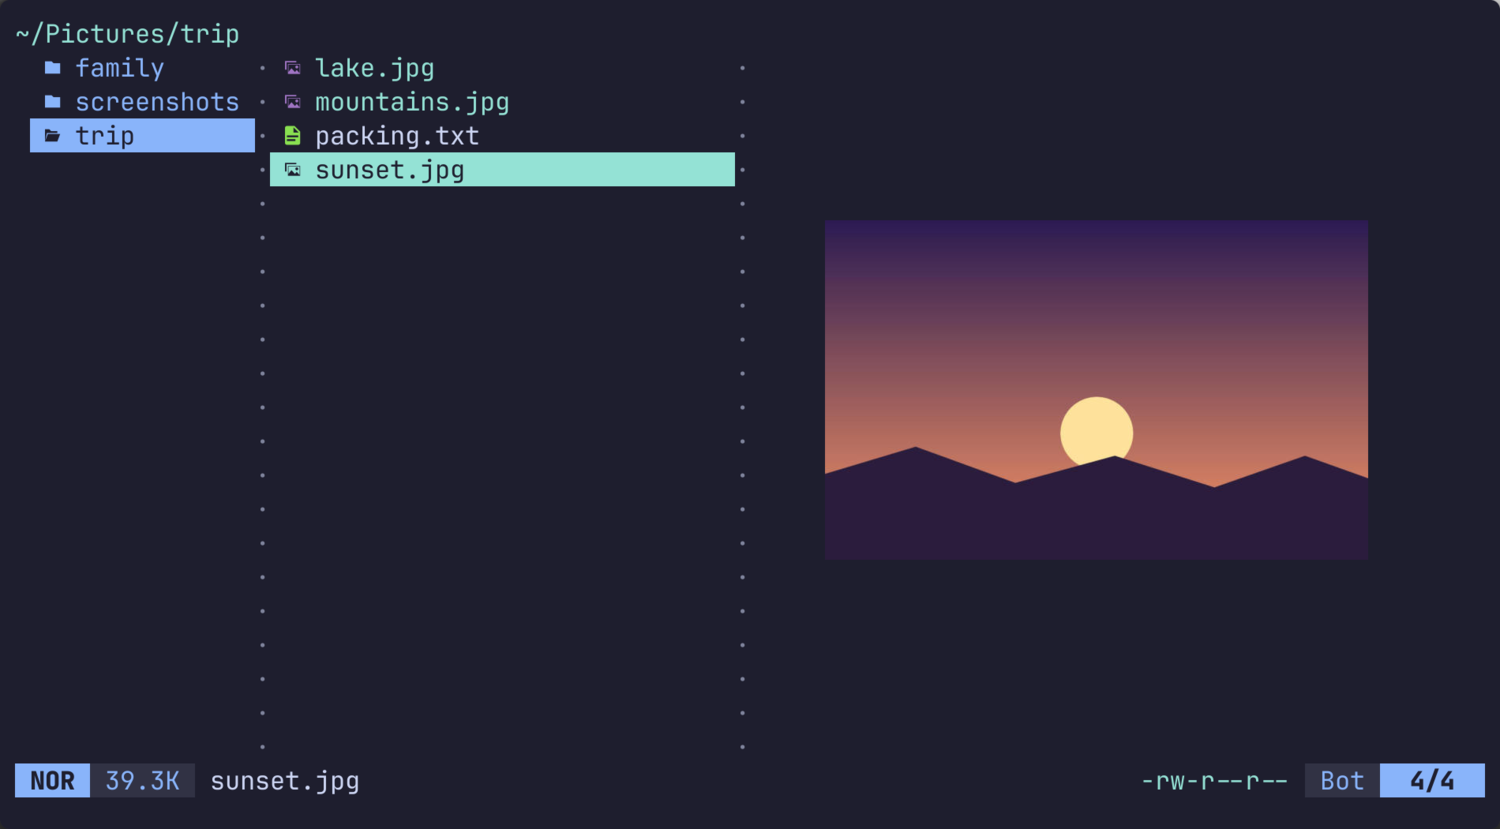 ~/Pictures/trip
family
screenshots
trip
lake.jpg
mountains.jpg
packing.txt
sunset.jpg
NOR 39.3K sunset.jpg -rw-r--r-- Bot 4/4